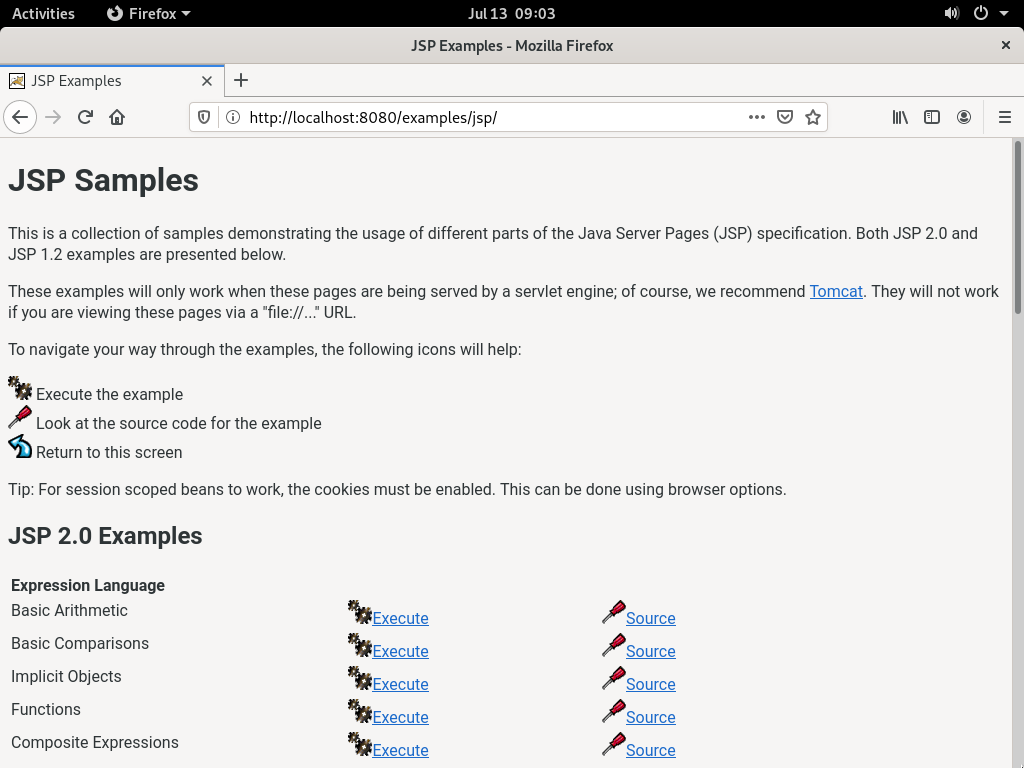 Activities Firefox Jul 13 09:03
JSP Examples - Mozilla Firefox
JSP Examples
http://localhost:8080/examples/jsp/
JSP Samples
This is a collection of samples demonstrating the usage of different parts of the Java Server Pages (JSP) specification. Both JSP 2.0 and
JSP 1.2 examples are presented below.
These examples will only work when these pages are being served by a servlet engine; of course, we recommend Tomcat. They will not work
if you are viewing these pages via a "file://..." URL.
To navigate your way through the examples, the following icons will help:
Execute the example
Look at the source code for the example
Return to this screen
Tip: For session scoped beans to work, the cookies must be enabled. This can be done using browser options.
JSP 2.0 Examples
Expression Language
Basic Arithmetic Execute Source
Basic Comparisons Execute Source
Implicit Objects Execute Source
Functions Execute Source
Composite Expressions Execute Source